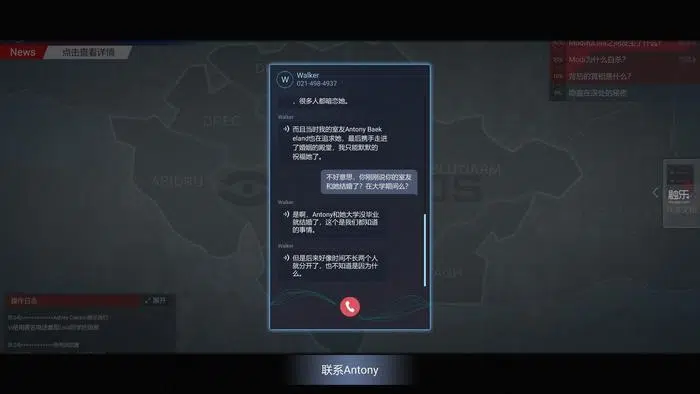 News
点击查看详情
Modi为什么自杀?
背后的真相是什么?
Walker
W
021-498-4937
，很多人都暗恋她。
Walker
而且当时我的室友Antony Baek
eland也在追求她，最后携手走进
了婚姻的殿堂，我只能默默的
祝福她了。
不好意思，你刚刚说你的室友
和她结婚了？在大学期间么？
Walker
是啊，Antony和她大学没毕业
就结婚了，这个是我们都知道
的事情。
Walker
但是后来好像时间不长两个人
就分开了，也不知道是因为什
么。
DREG
ABIDRU
触乐
操作日志
展开
联系Antony